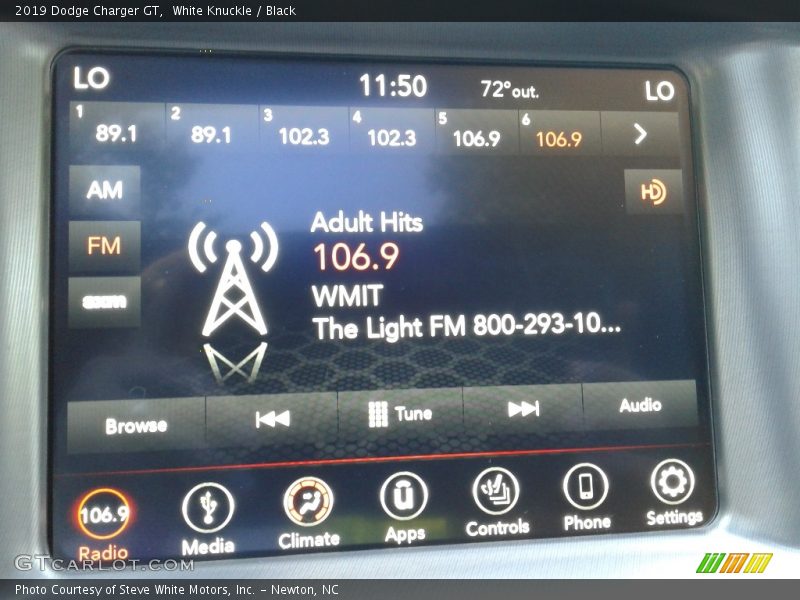 2019 Dodge Charger GT, White Knuckle / Black
LO 11:50 72° out. LO
1 89.1 2 89.1 3 102.3 4 102.3 5 106.9 6 106.9
AM
HD
FM
Adult Hits
106.9
sxm
WMIT
The Light FM 800-293-10...
Browse Tune Audio
106.9
Radio Media Climate Apps Controls Phone Settings
GTCARLOT.COM
Photo Courtesy of Steve White Motors, Inc. - Newton, NC